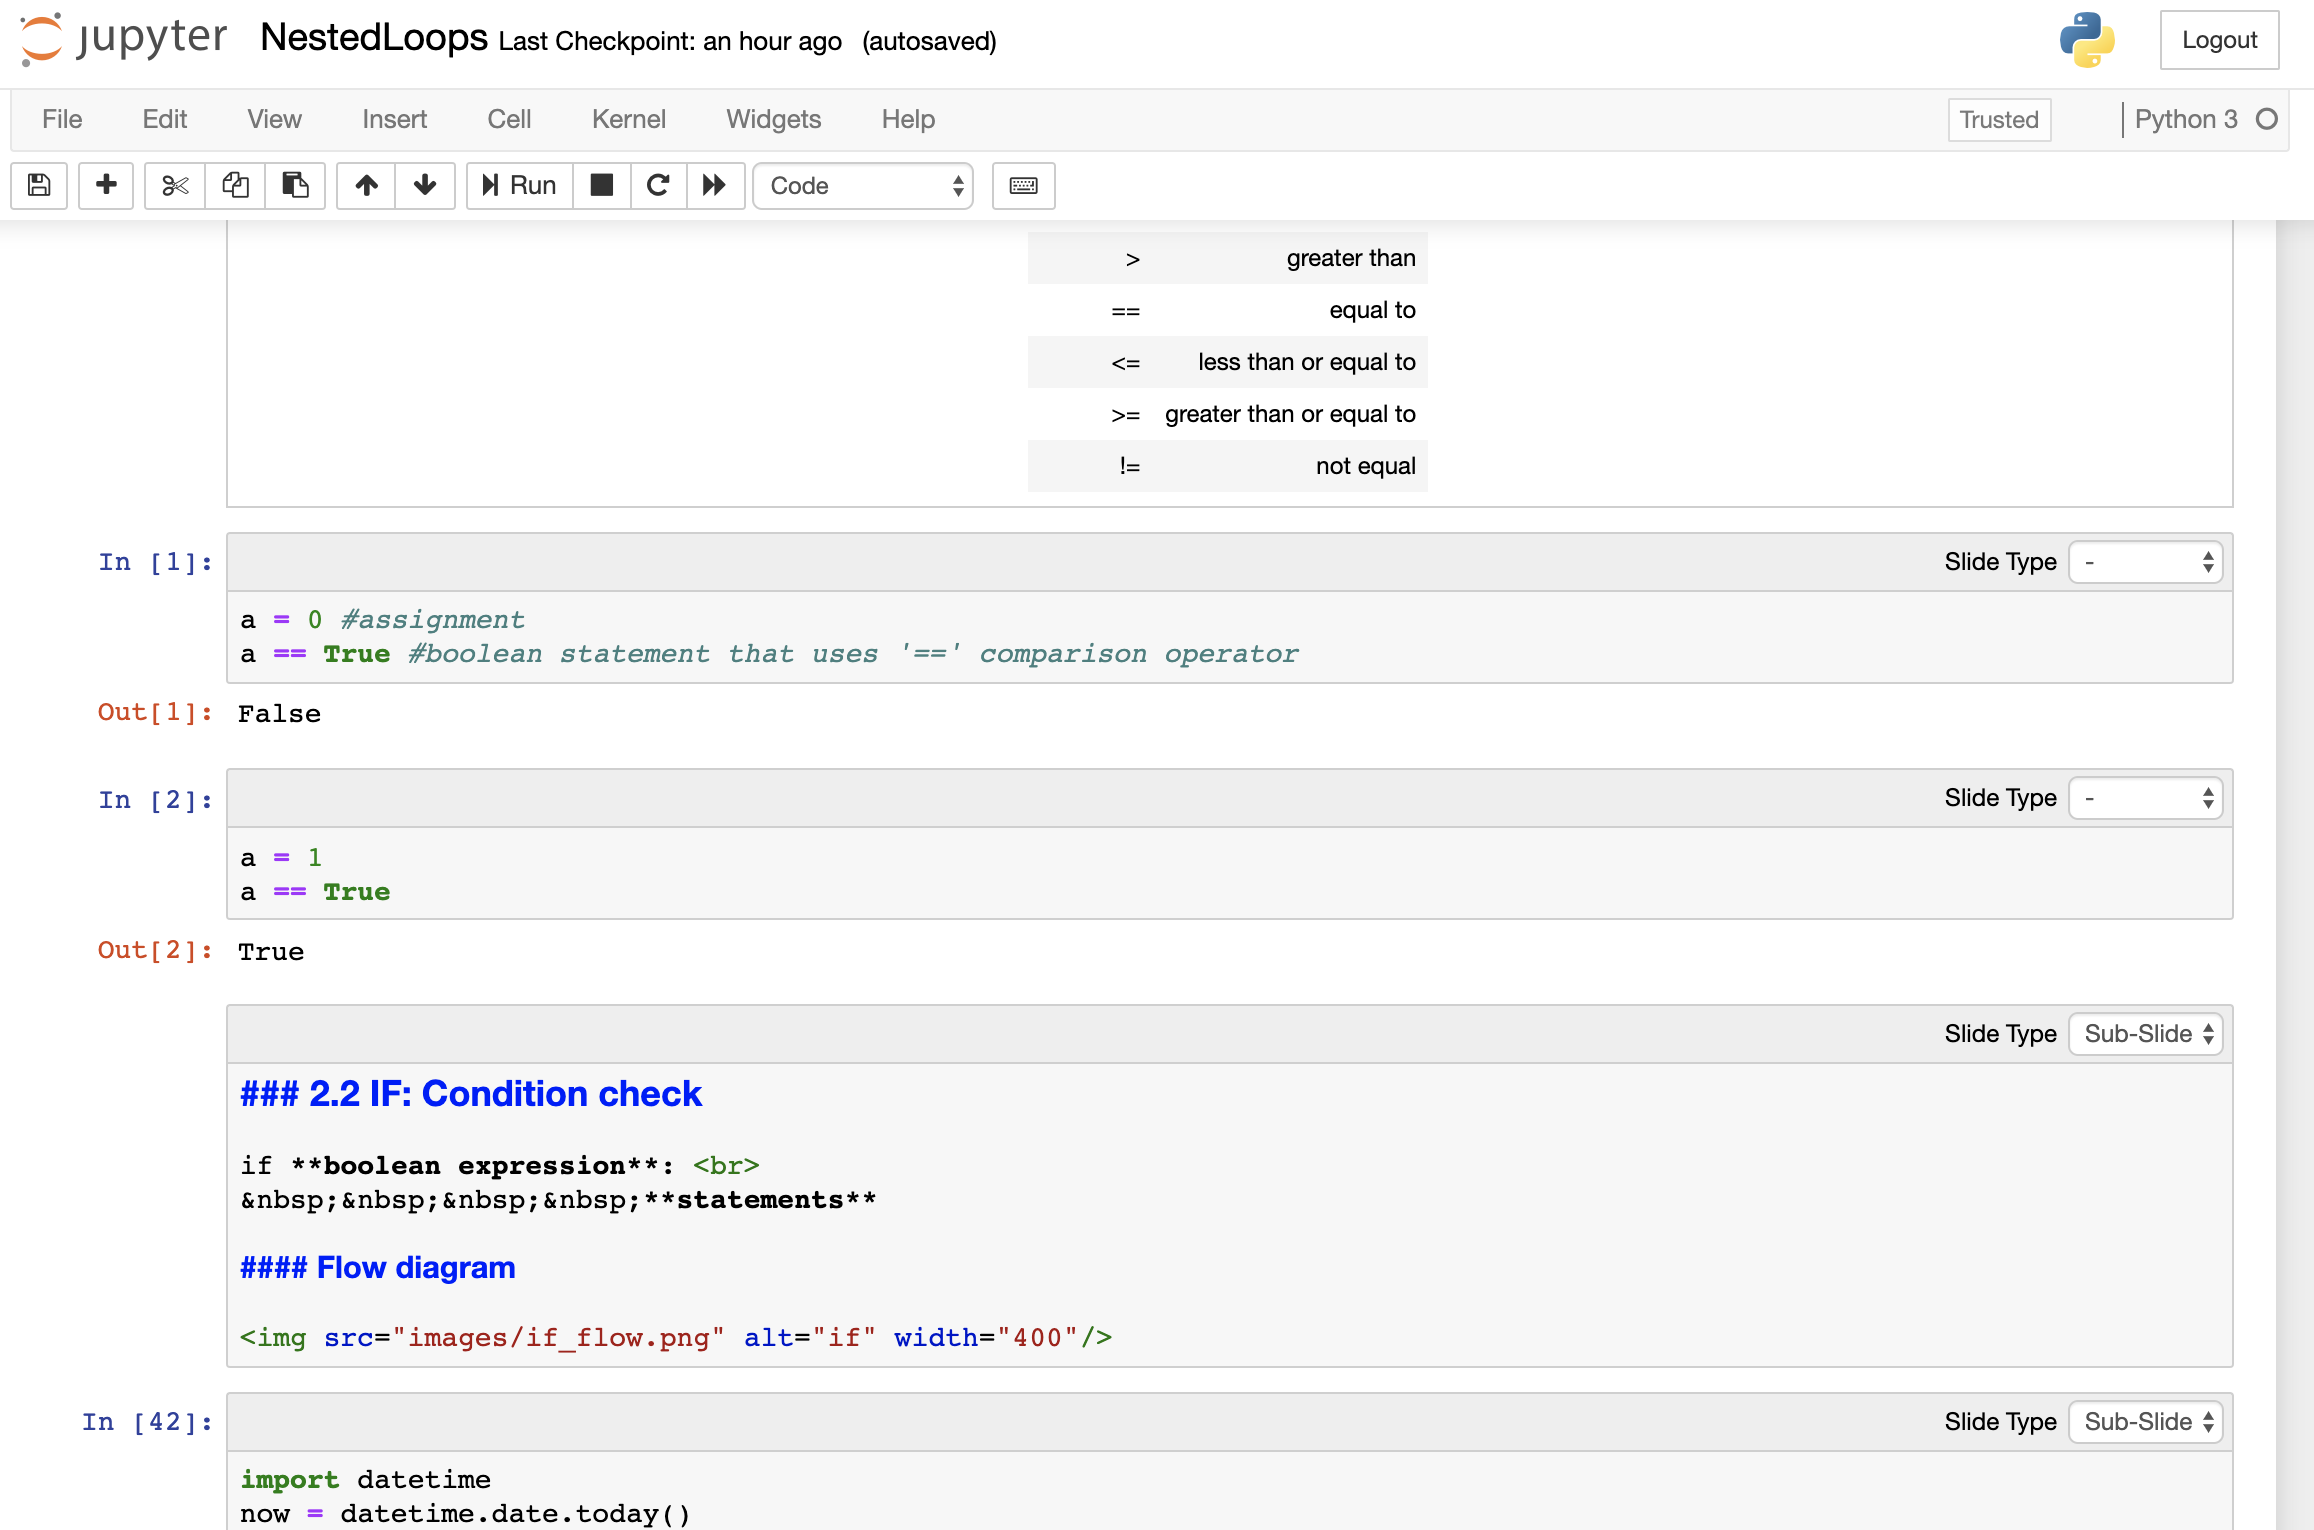 jupyter NestedLoops Last Checkpoint: an hour ago (autosaved) Logout
File Edit View Insert Cell Kernel Widgets Help Trusted Python 3
Run Code
> greater than
== equal to
<= less than or equal to
>= greater than or equal to
!= not equal
In [1]: Slide Type -
a = 0 #assignment
a == True #boolean statement that uses '==' comparison operator
Out[1]: False
In [2]: Slide Type -
a = 1
a == True
Out[2]: True
Slide Type Sub-Slide
### 2.2 IF: Condition check
if **boolean expression**: <br>
&nbsp;&nbsp;&nbsp;&nbsp;**statements**
#### Flow diagram
<img src="images/if_flow.png" alt="if" width="400"/>
In [42]: Slide Type Sub-Slide
import datetime
now = datetime.date.today()